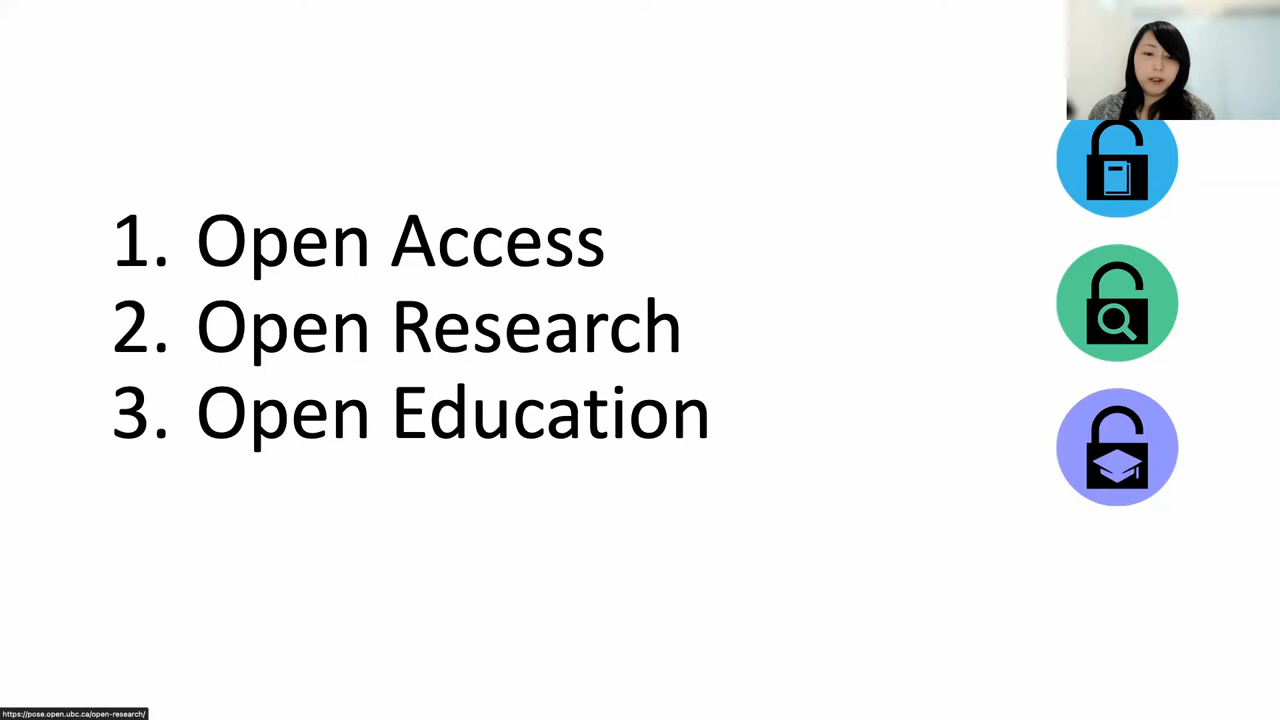 1. Open Access
2. Open Research
3. Open Education
https://pose.open.ubc.ca/open-research/